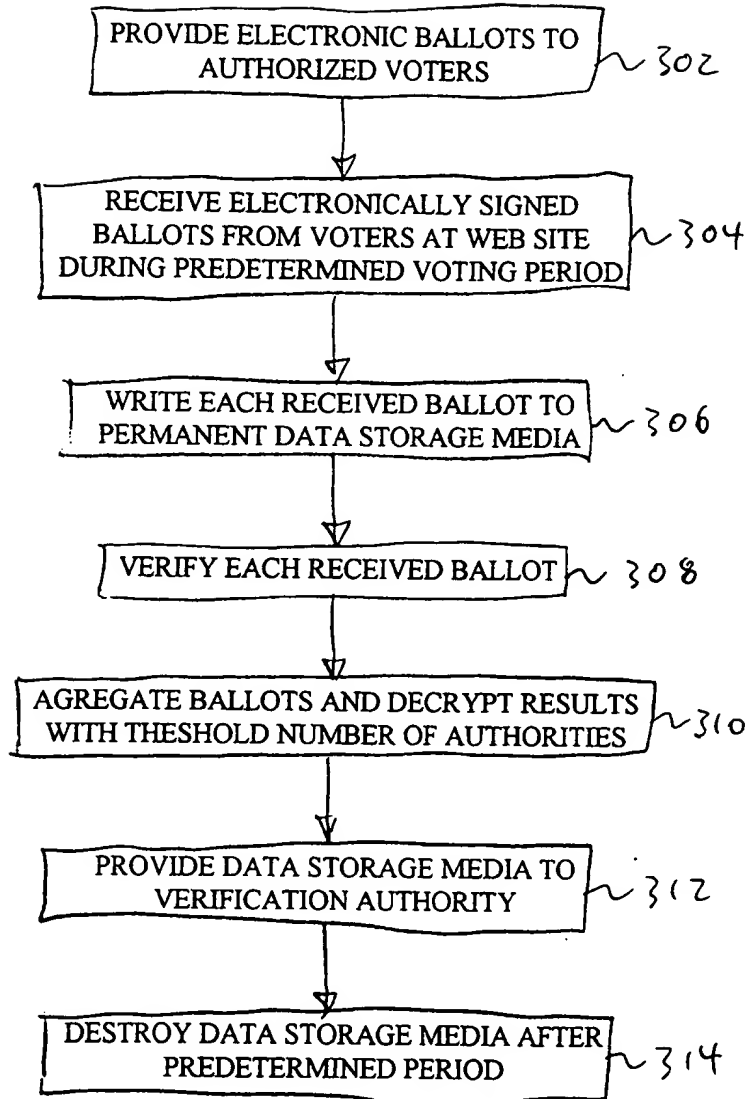 PROVIDE ELECTRONIC BALLOTS TO
AUTHORIZED VOTERS
302
RECEIVE ELECTRONICALLY SIGNED
BALLOTS FROM VOTERS AT WEB SITE
DURING PREDETERMINED VOTING PERIOD
304
WRITE EACH RECEIVED BALLOT TO
PERMANENT DATA STORAGE MEDIA
306
VERIFY EACH RECEIVED BALLOT
308
AGREGATE BALLOTS AND DECRYPT RESULTS
WITH THESHOLD NUMBER OF AUTHORITIES
310
PROVIDE DATA STORAGE MEDIA TO
VERIFICATION AUTHORITY
312
DESTROY DATA STORAGE MEDIA AFTER
PREDETERMINED PERIOD
314